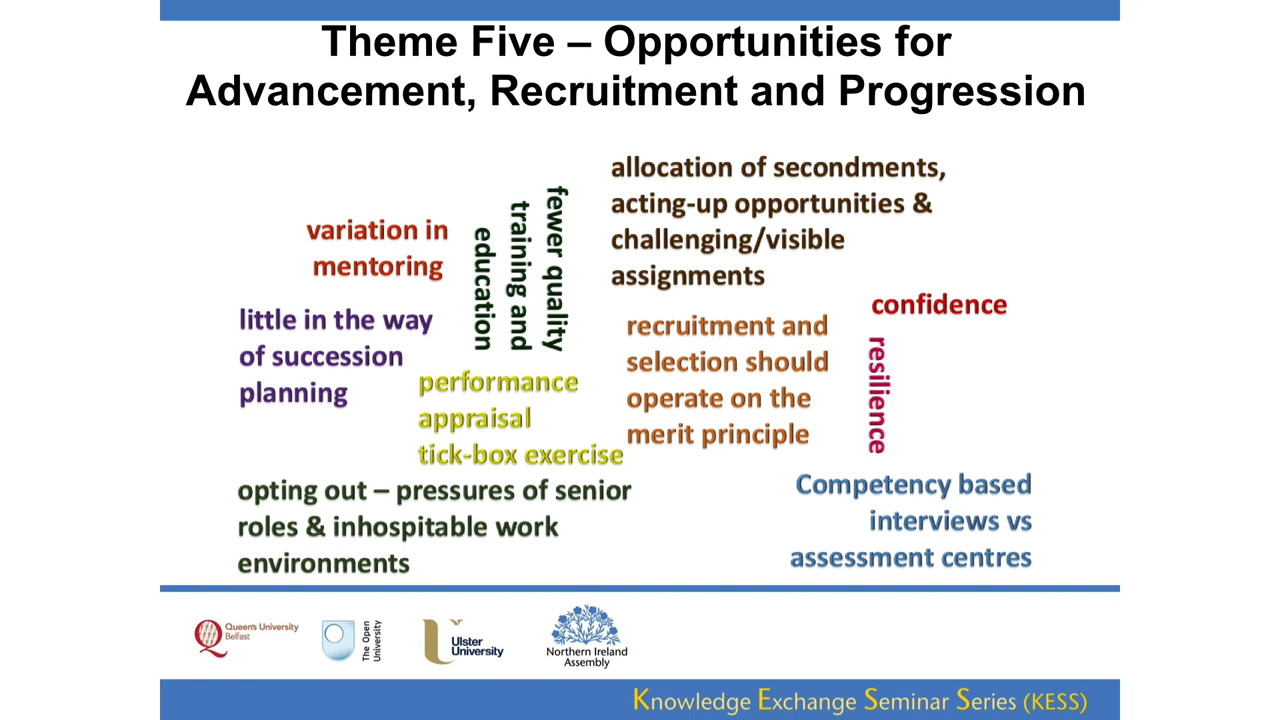 Theme Five – Opportunities for
Advancement, Recruitment and Progression
allocation of secondments,
acting-up opportunities &
challenging/visible
assignments
variation in
mentoring
fewer quality
training and
education
confidence
little in the way
of succession
planning
recruitment and
selection should
operate on the
merit principle
resilience
performance
appraisal
tick-box exercise
opting out – pressures of senior
roles & inhospitable work
environments
Competency based
interviews vs
assessment centres
Queen's University
Belfast
The Open
University
Ulster
University
Northern Ireland
Assembly
Knowledge Exchange Seminar Series (KESS)